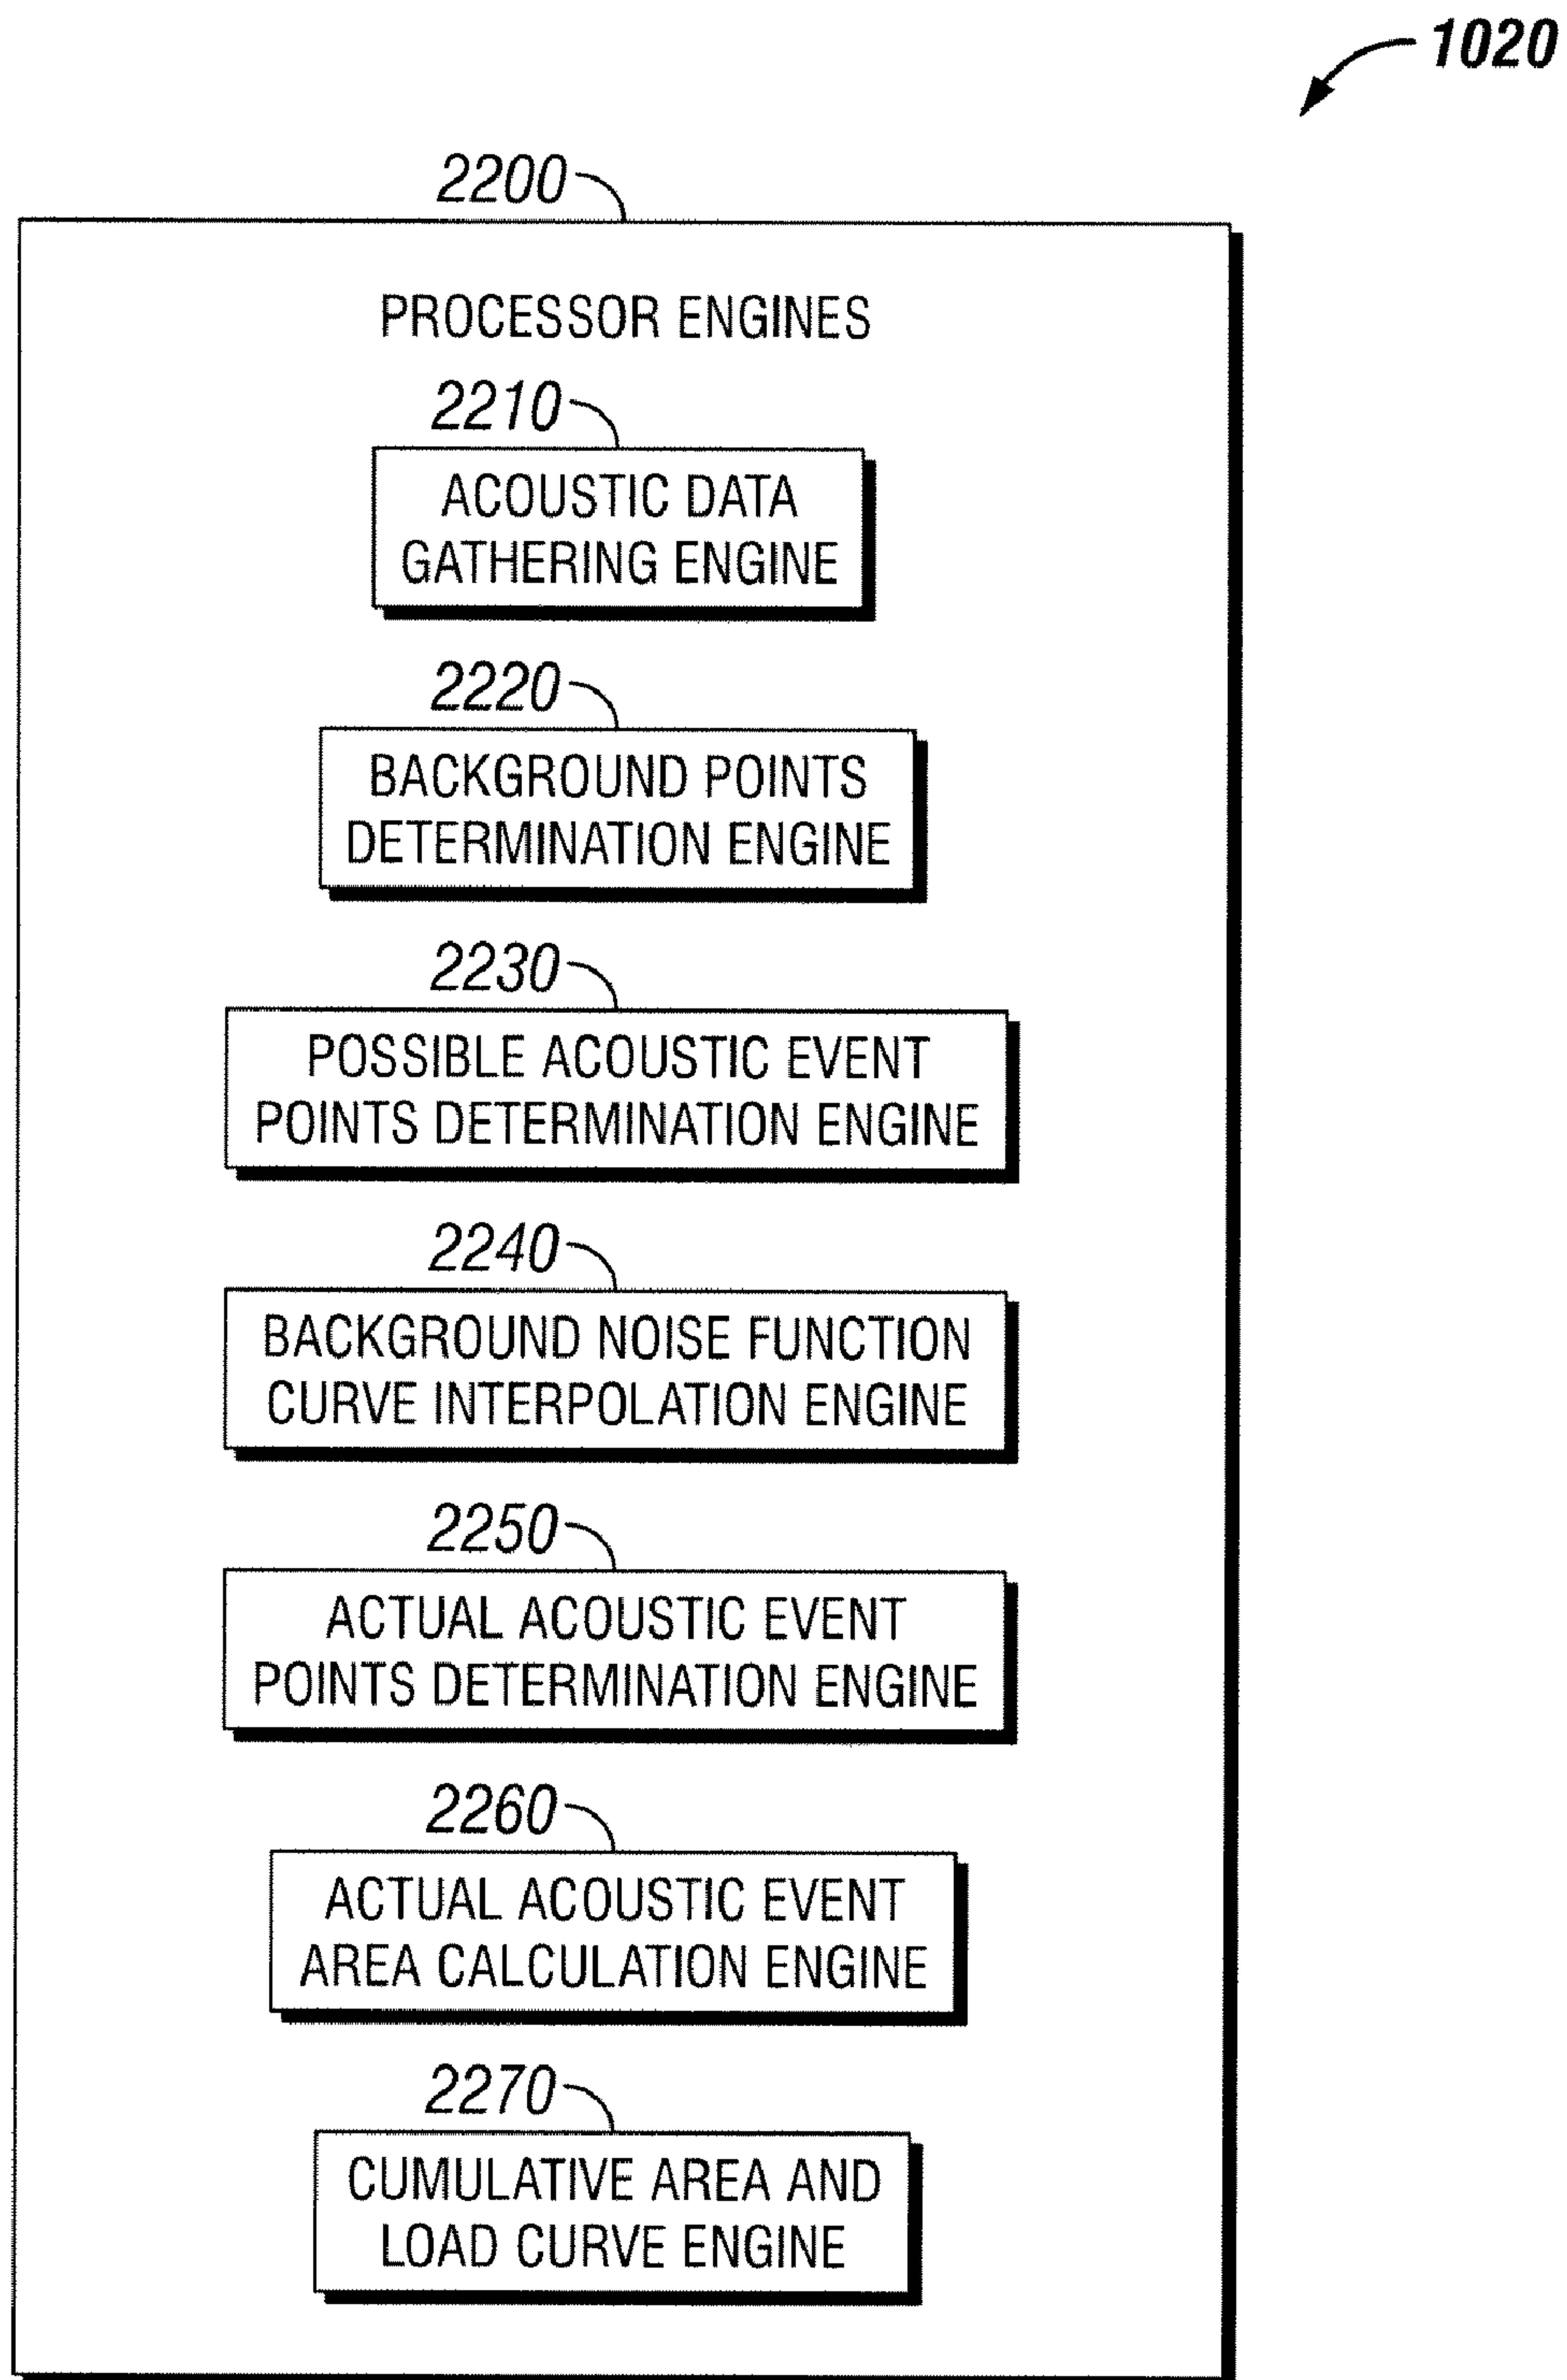 1020
2200
PROCESSOR ENGINES
2210
ACOUSTIC DATA
GATHERING ENGINE
2220
BACKGROUND POINTS
DETERMINATION ENGINE
2230
POSSIBLE ACOUSTIC EVENT
POINTS DETERMINATION ENGINE
2240
BACKGROUND NOISE FUNCTION
CURVE INTERPOLATION ENGINE
2250
ACTUAL ACOUSTIC EVENT
POINTS DETERMINATION ENGINE
2260
ACTUAL ACOUSTIC EVENT
AREA CALCULATION ENGINE
2270
CUMULATIVE AREA AND
LOAD CURVE ENGINE